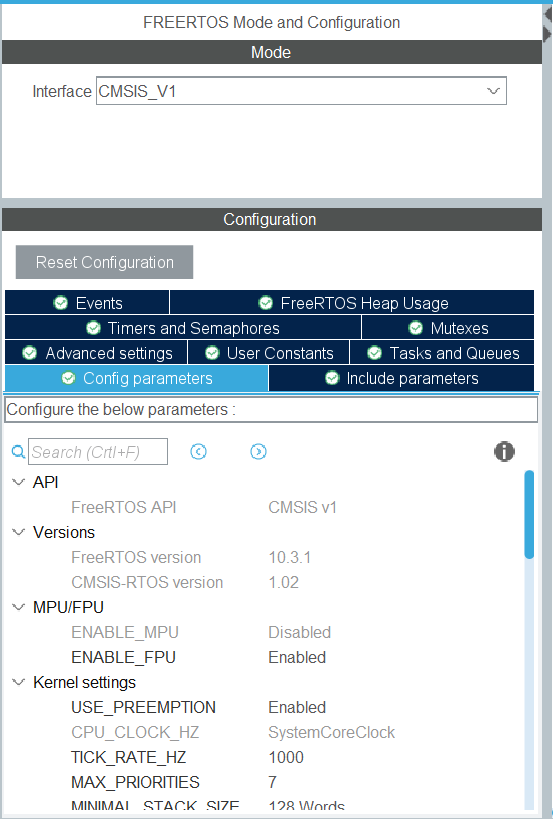 FREERTOS Mode and Configuration
Mode
Interface CMSIS_V1
Configuration
Reset Configuration
Events FreeRTOS Heap Usage
Timers and Semaphores Mutexes
Advanced settings User Constants Tasks and Queues
Config parameters Include parameters
Configure the below parameters :
Search (Crtl+F)
API
FreeRTOS API CMSIS v1
Versions
FreeRTOS version 10.3.1
CMSIS-RTOS version 1.02
MPU/FPU
ENABLE_MPU Disabled
ENABLE_FPU Enabled
Kernel settings
USE_PREEMPTION Enabled
CPU_CLOCK_HZ SystemCoreClock
TICK_RATE_HZ 1000
MAX_PRIORITIES 7
MINIMAL_STACK_SIZE 128 Words